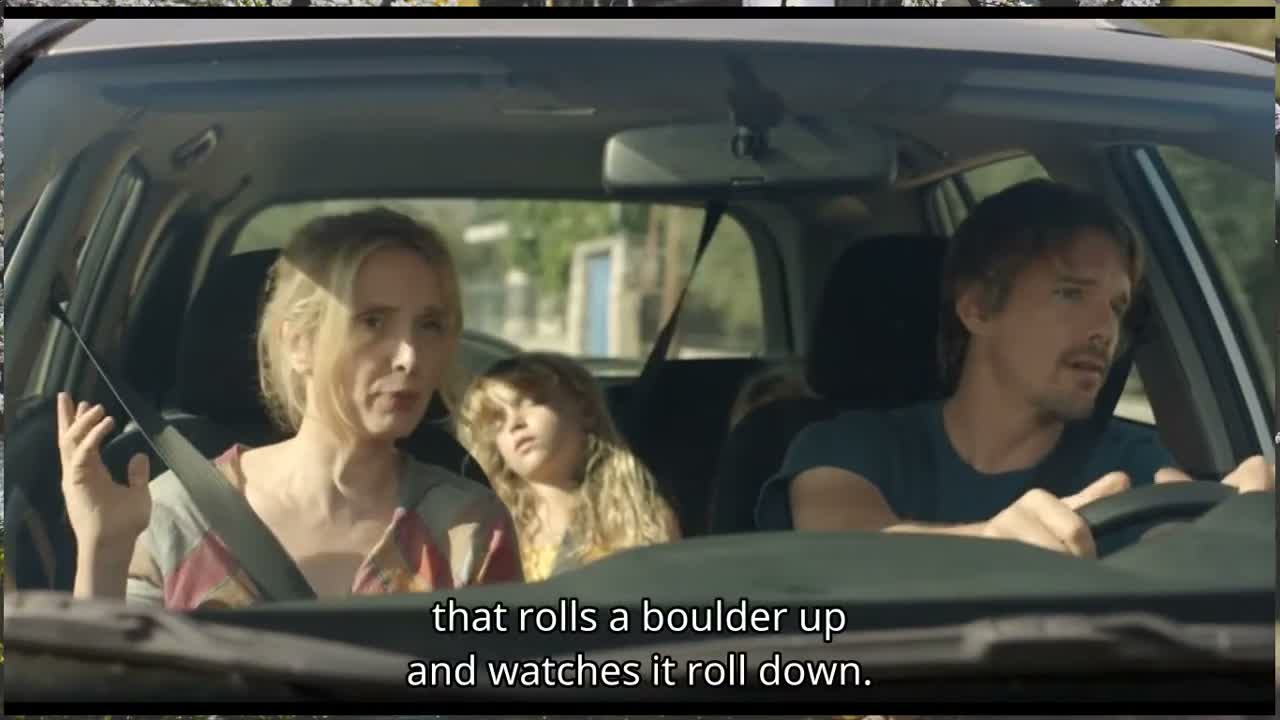 that rolls a boulder up
and watches it roll down.